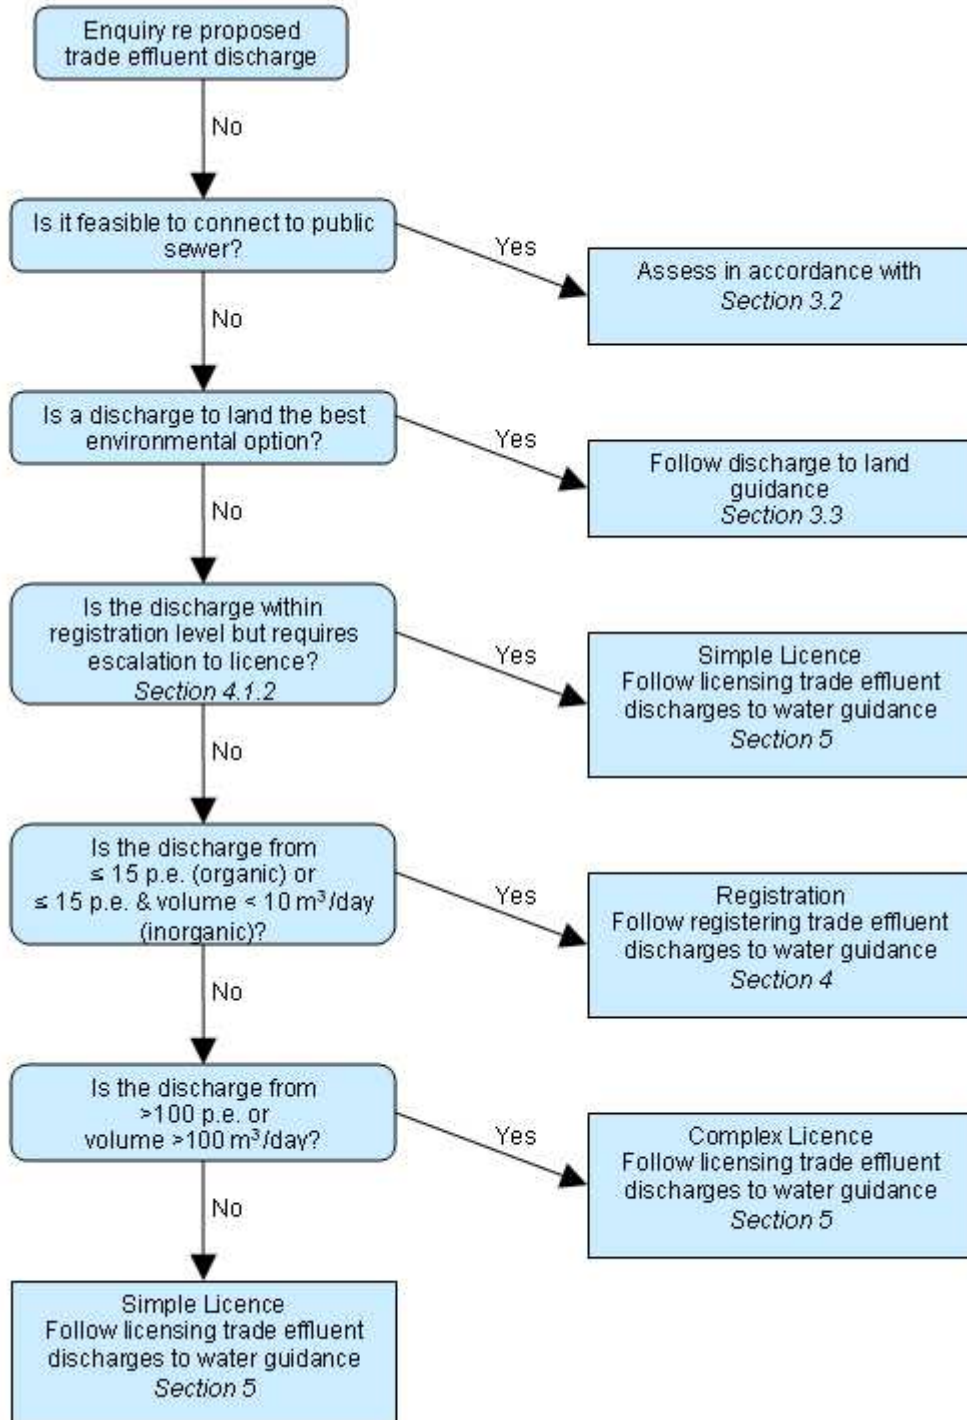 Enquiry re proposed
trade effluent discharge
No
Is it feasible to connect to public
sewer?
Yes
Assess in accordance with
Section 3.2
No
Is a discharge to land the best
environmental option?
Yes
Follow discharge to land
guidance
Section 3.3
No
Is the discharge within
registration level but requires
escalation to licence?
Section 4.1.2
Yes
Simple Licence
Follow licensing trade effluent
discharges to water guidance
Section 5
No
Is the discharge from
≤ 15 p.e. (organic) or
≤ 15 p.e. & volume < 10 m³/day
(inorganic)?
Yes
Registration
Follow registering trade effluent
discharges to water guidance
Section 4
No
Is the discharge from
>100 p.e. or
volume >100 m³/day?
Yes
Complex Licence
Follow licensing trade effluent
discharges to water guidance
Section 5
No
Simple Licence
Follow licensing trade effluent
discharges to water guidance
Section 5